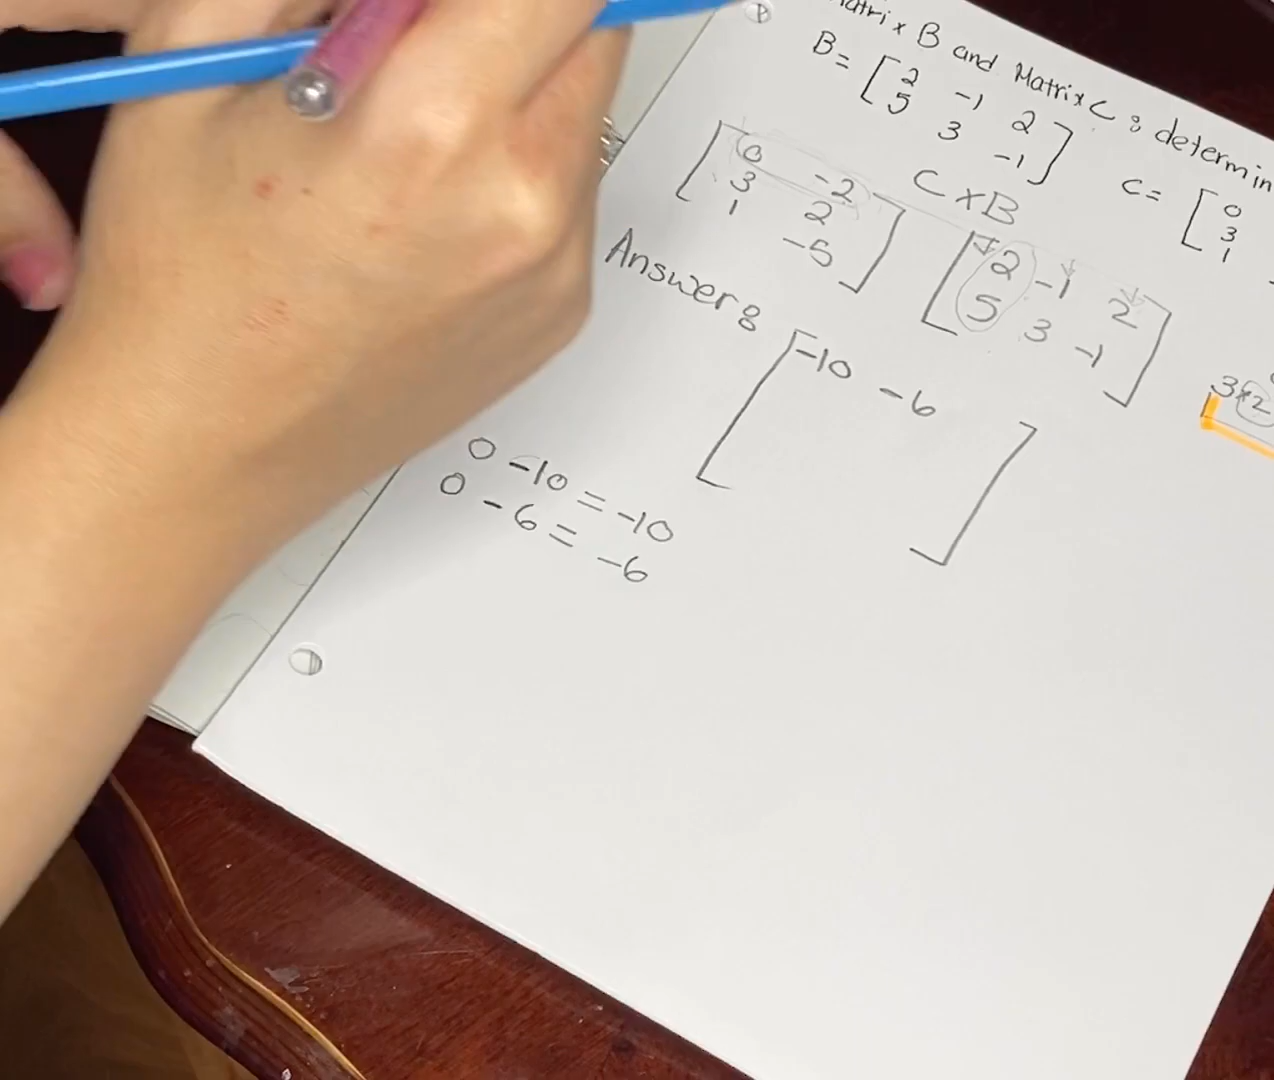 Matrix B and Matrix C : determin
B= [ 2 -1 2
5 3 -1 ]
C= [ 0
3
1
C x B
[ 0 -2
3 2
1 -5 ]
[ 2 -1 2
5 3 -1 ]
3x2
Answer:
[ -10 -6 ]
0 -10 = -10
0 - 6 = -6